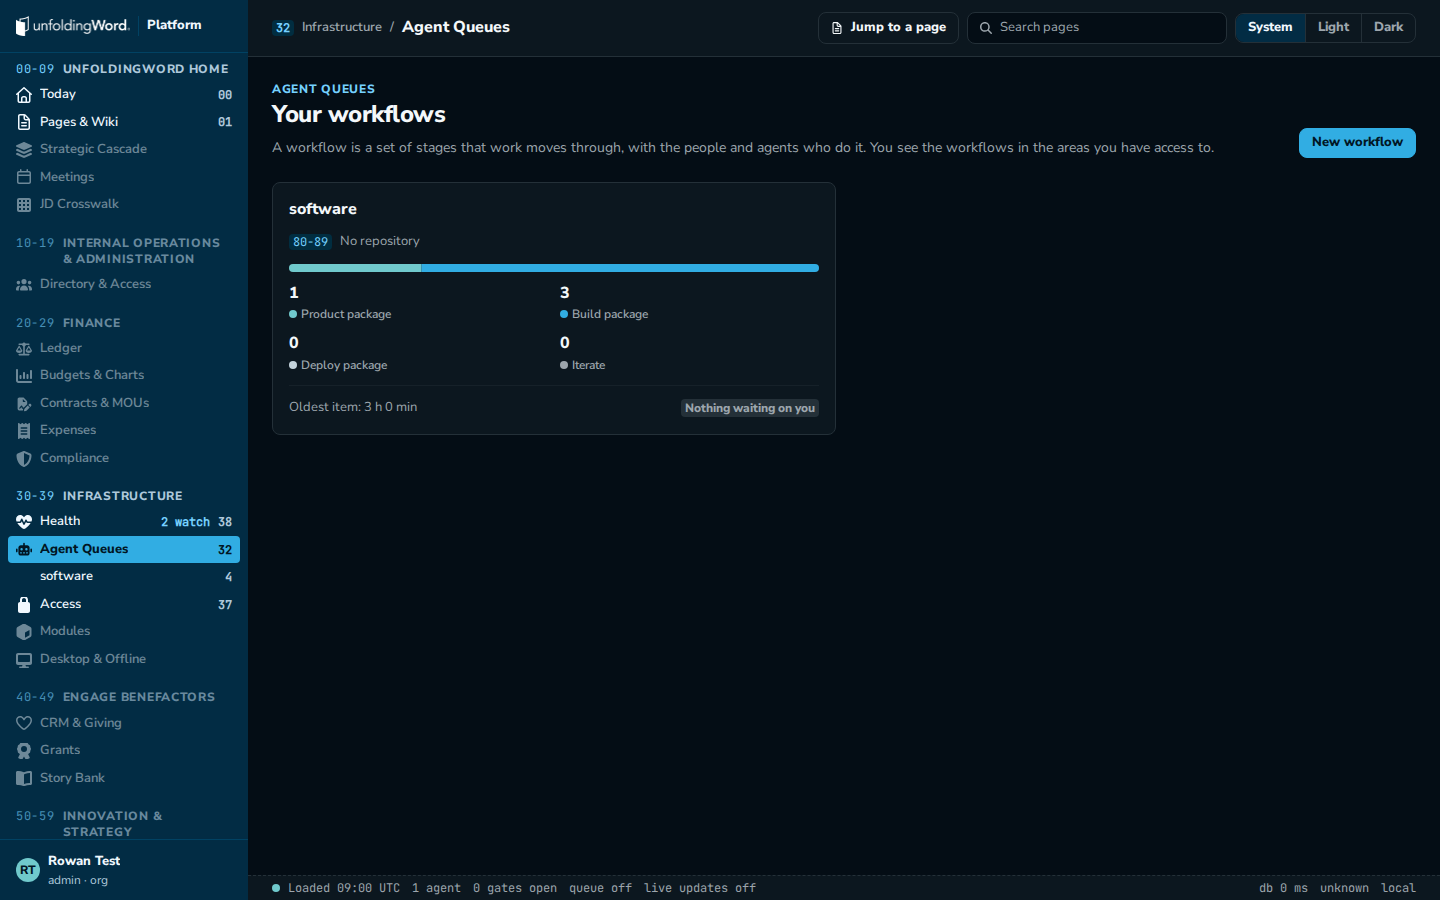 unfoldingWord. Platform
00-09 UNFOLDINGWORD HOME
Today 00
Pages & Wiki 01
Strategic Cascade
Meetings
JD Crosswalk
10-19 INTERNAL OPERATIONS
& ADMINISTRATION
Directory & Access
20-29 FINANCE
Ledger
Budgets & Charts
Contracts & MOUs
Expenses
Compliance
30-39 INFRASTRUCTURE
Health 2 watch 38
Agent Queues 32
software 4
Access 37
Modules
Desktop & Offline
40-49 ENGAGE BENEFACTORS
CRM & Giving
Grants
Story Bank
50-59 INNOVATION &
STRATEGY
RT Rowan Test
admin · org
32 Infrastructure / Agent Queues
Jump to a page
Search pages
System Light Dark
AGENT QUEUES
Your workflows
A workflow is a set of stages that work moves through, with the people and agents who do it. You see the workflows in the areas you have access to.
New workflow
software
80-89 No repository
1 3
Product package Build package
0 0
Deploy package Iterate
Oldest item: 3 h 0 min Nothing waiting on you
Loaded 09:00 UTC 1 agent 0 gates open queue off live updates off db 0 ms unknown local